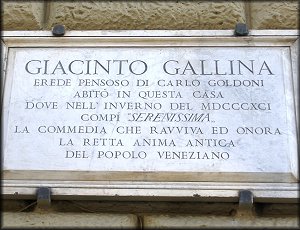 GIACINTO GALLINA
EREDE PENSOSO DI CARLO GOLDONI
ABITÒ IN QUESTA CASA
DOVE NELL'INVERNO DEL MDCCCXCI
COMPÌ "SERENISSIMA"
LA COMMEDIA CHE RAVVIVA ED ONORA
LA RETTA ANIMA ANTICA
DEL POPOLO VENEZIANO